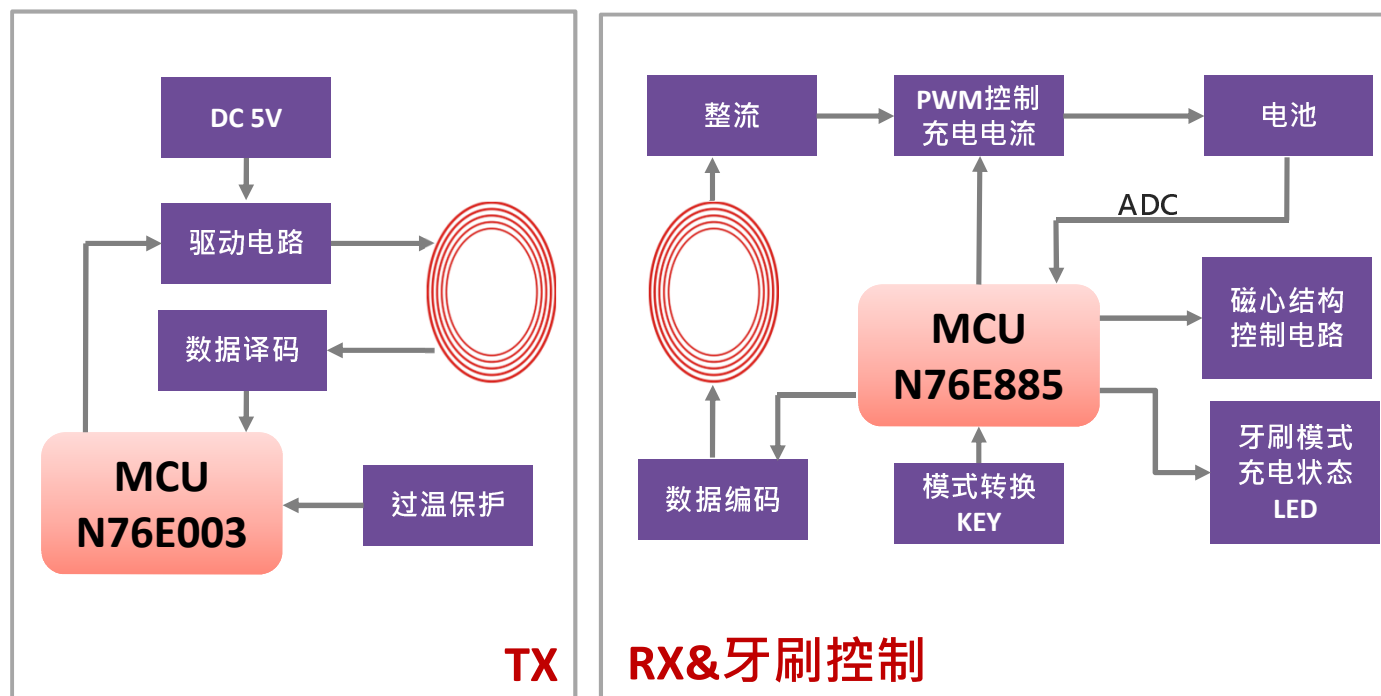 DC 5V
驱动电路
数据译码
MCU
N76E003
过温保护
TX
整流
PWM控制
充电电流
电池
ADC
MCU
N76E885
磁心结构
控制电路
牙刷模式
充电状态
LED
数据编码
模式转换
KEY
RX&牙刷控制